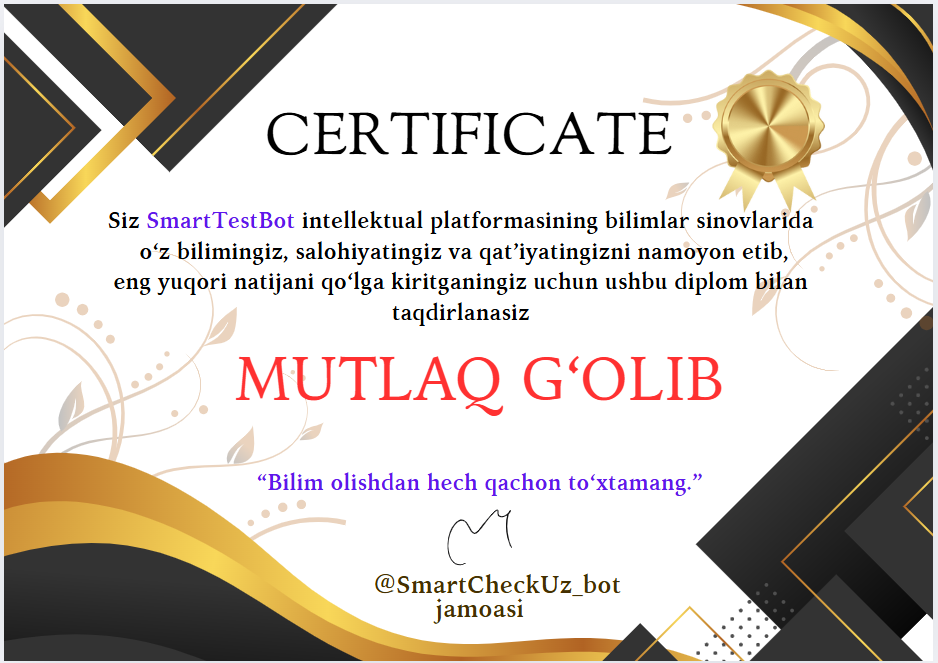 CERTIFICATE
Siz SmartTestBot intellektual platformasining bilimlar sinovlarida
o‘z bilimingiz, salohiyatingiz va qat’iyatingizni namoyon etib,
eng yuqori natijani qo‘lga kiritganingiz uchun ushbu diplom bilan
taqdirlanasiz
MUTLAQ G‘OLIB
“Bilim olishdan hech qachon to‘xtamang.”
@SmartCheckUz_bot
jamoasi